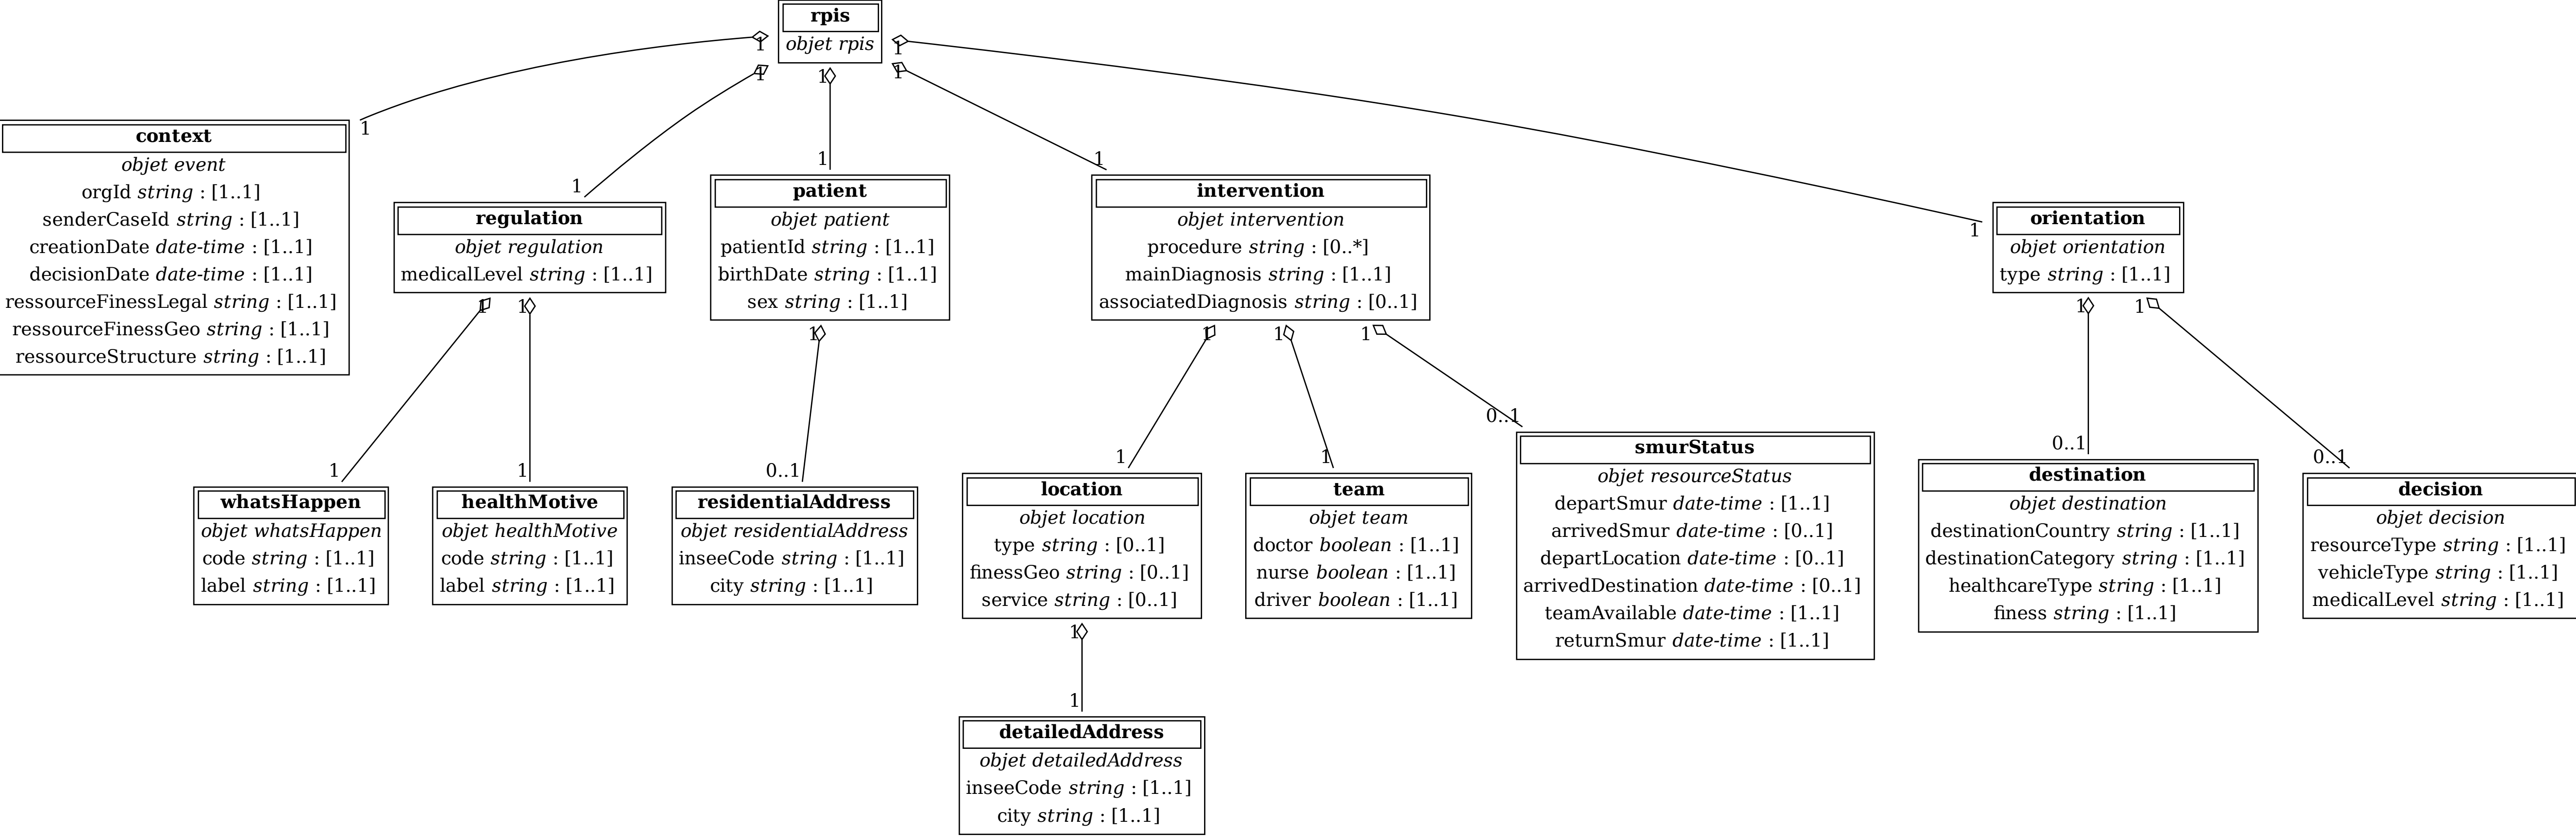 rpis
objet rpis
1
1
1
1
1
1
1
1
1
1
context
objet event
orgId string : [1..1]
senderCaseId string : [1..1]
creationDate date-time : [1..1]
decisionDate date-time : [1..1]
ressourceFinessLegal string : [1..1]
ressourceFinessGeo string : [1..1]
ressourceStructure string : [1..1]
regulation
objet regulation
medicalLevel string : [1..1]
patient
objet patient
patientId string : [1..1]
birthDate string : [1..1]
sex string : [1..1]
intervention
objet intervention
procedure string : [0..*]
mainDiagnosis string : [1..1]
associatedDiagnosis string : [0..1]
orientation
objet orientation
type string : [1..1]
1
1
1
1
1
1
1
1
1
1
0..1
1
1
0..1
0..1
0..1
whatsHappen
objet whatsHappen
code string : [1..1]
label string : [1..1]
healthMotive
objet healthMotive
code string : [1..1]
label string : [1..1]
residentialAddress
objet residentialAddress
inseeCode string : [1..1]
city string : [1..1]
location
objet location
type string : [0..1]
finessGeo string : [0..1]
service string : [0..1]
team
objet team
doctor boolean : [1..1]
nurse boolean : [1..1]
driver boolean : [1..1]
smurStatus
objet resourceStatus
departSmur date-time : [1..1]
arrivedSmur date-time : [0..1]
departLocation date-time : [0..1]
arrivedDestination date-time : [0..1]
teamAvailable date-time : [1..1]
returnSmur date-time : [1..1]
destination
objet destination
destinationCountry string : [1..1]
destinationCategory string : [1..1]
healthcareType string : [1..1]
finess string : [1..1]
decision
objet decision
resourceType string : [1..1]
vehicleType string : [1..1]
medicalLevel string : [1..1]
1
1
detailedAddress
objet detailedAddress
inseeCode string : [1..1]
city string : [1..1]